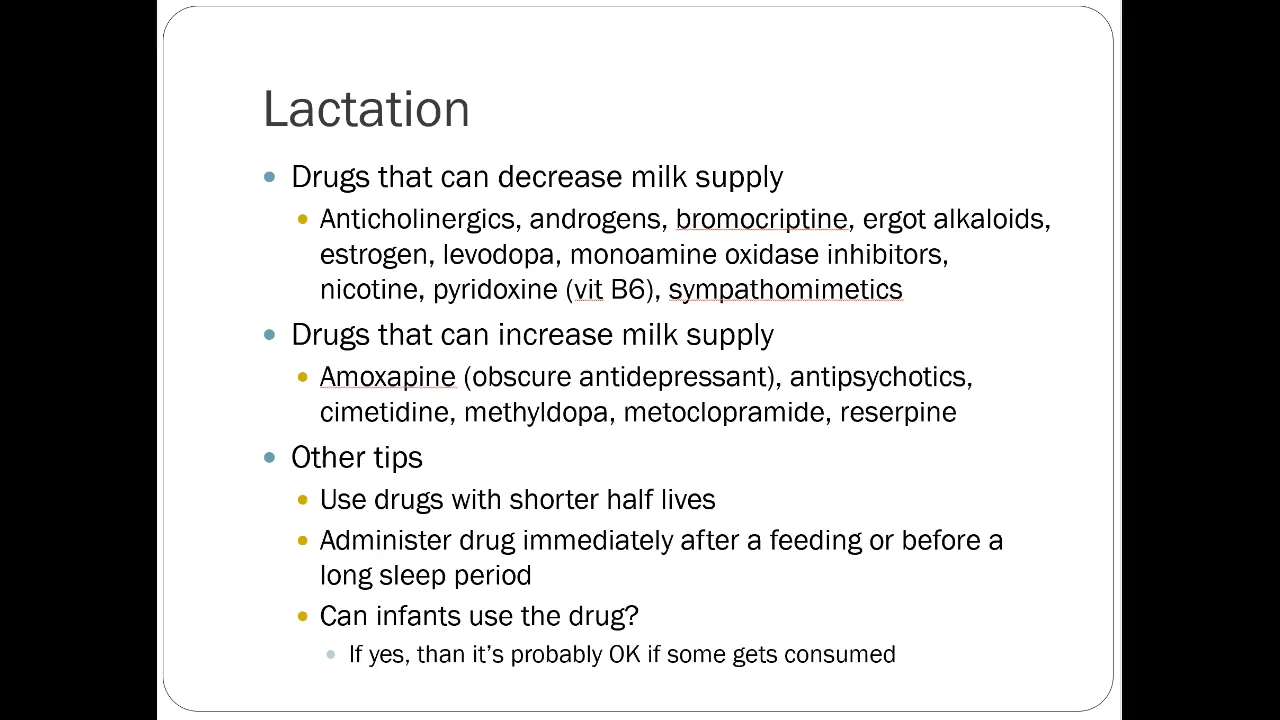 Lactation
Drugs that can decrease milk supply
Anticholinergics, androgens, bromocriptine, ergot alkaloids,
estrogen, levodopa, monoamine oxidase inhibitors,
nicotine, pyridoxine (vit B6), sympathomimetics
Drugs that can increase milk supply
Amoxapine (obscure antidepressant), antipsychotics,
cimetidine, methyldopa, metoclopramide, reserpine
Other tips
Use drugs with shorter half lives
Administer drug immediately after a feeding or before a
long sleep period
Can infants use the drug?
If yes, than it's probably OK if some gets consumed